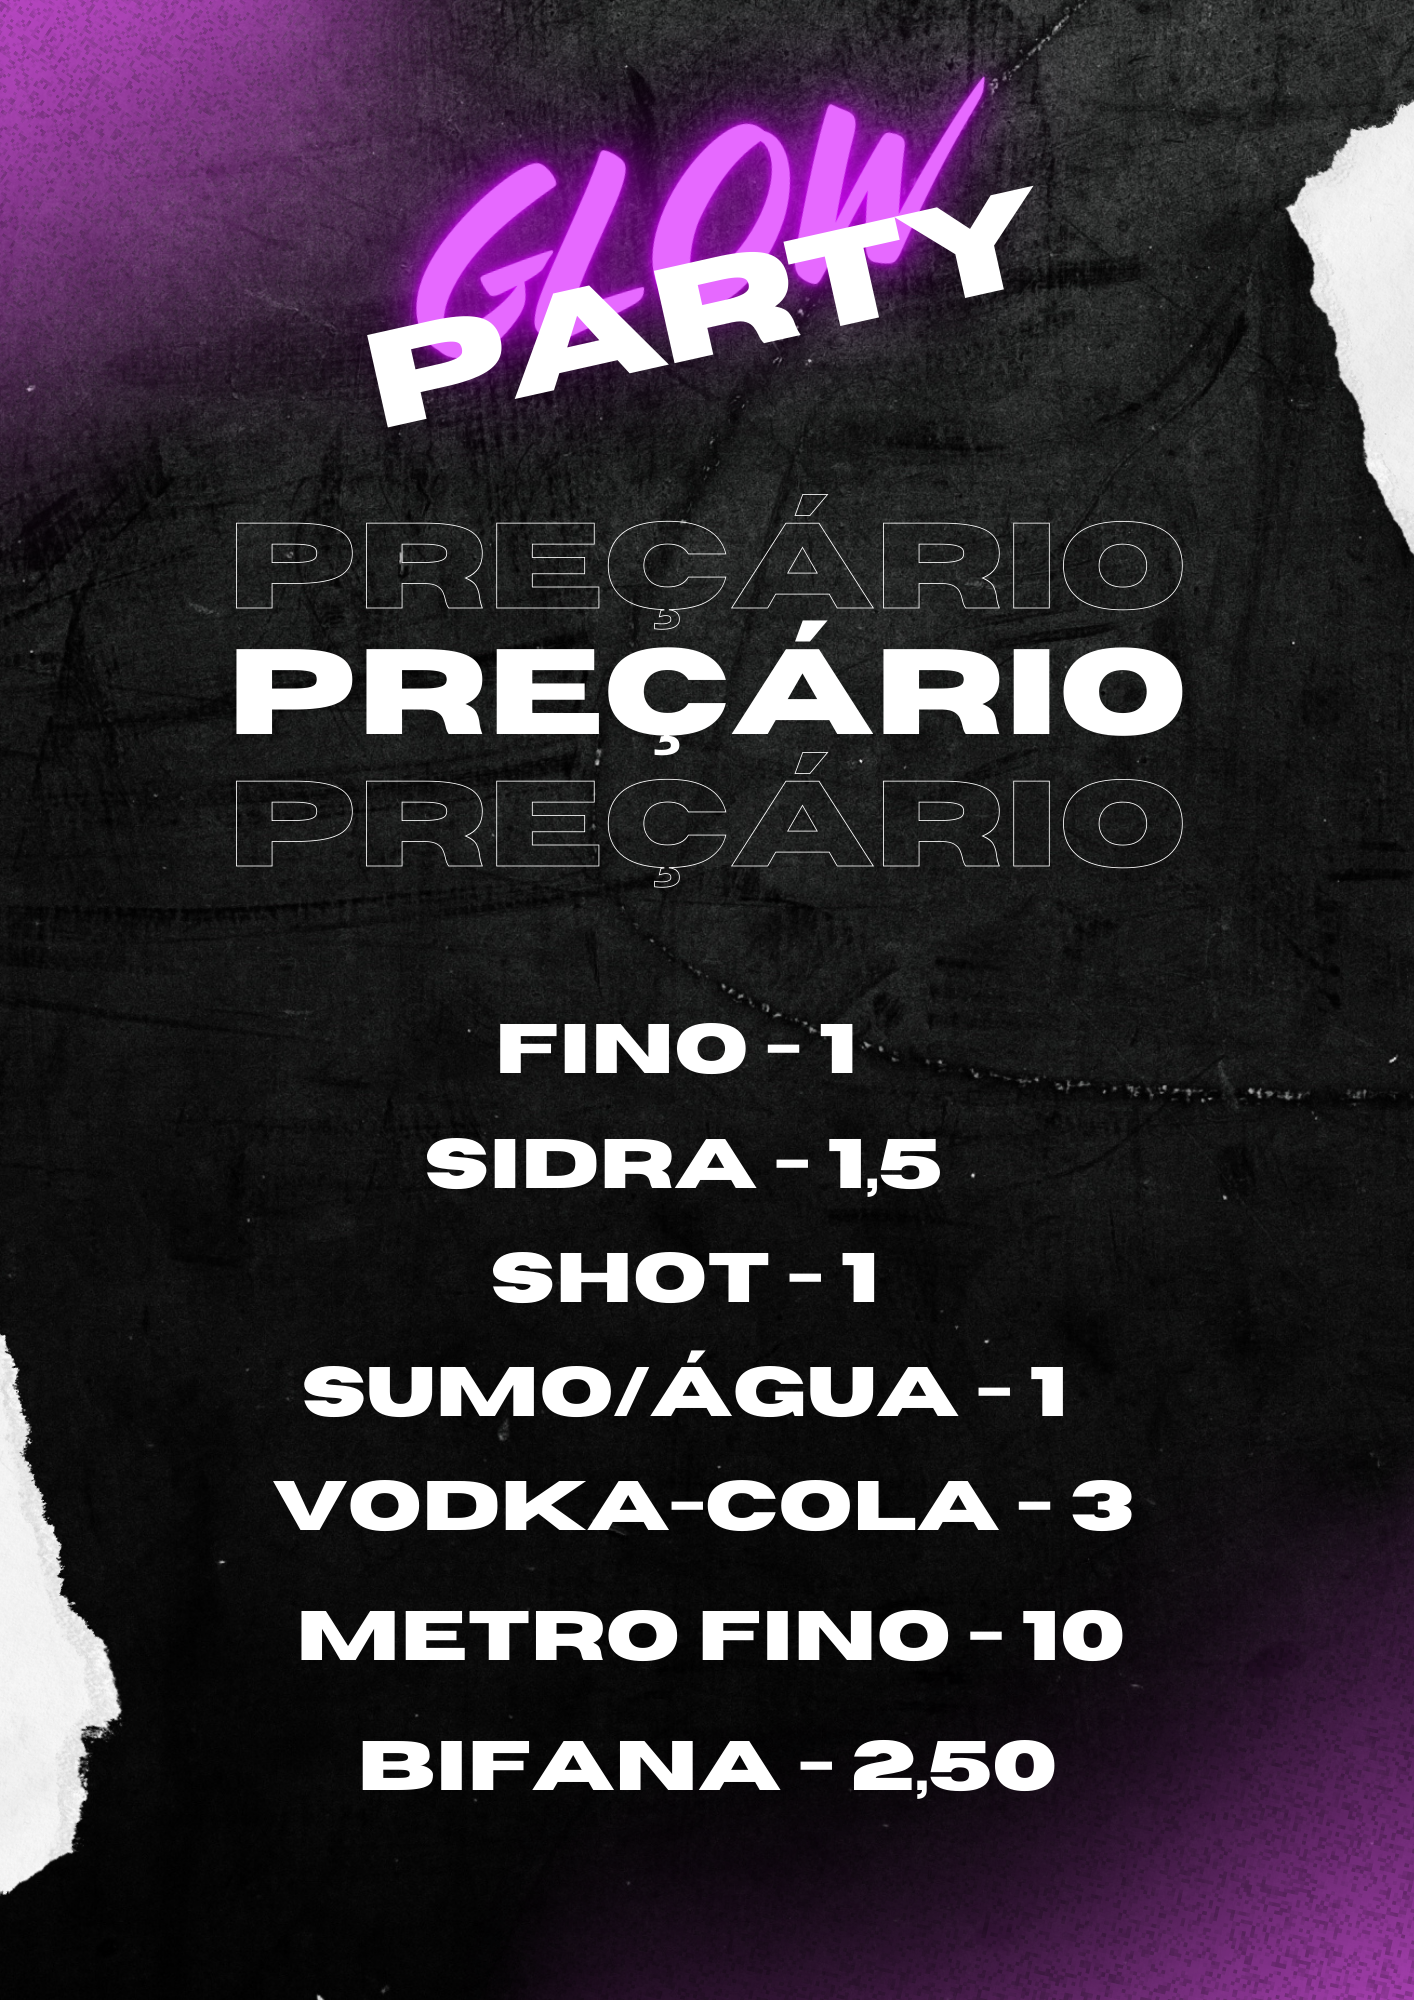 GLOW
PARTY
PREÇÁRIO
PREÇÁRIO
PREÇÁRIO
FINO - 1
SIDRA - 1,5
SHOT - 1
SUMO/ÁGUA - 1
VODKA-COLA - 3
METRO FINO - 10
BIFANA - 2,50